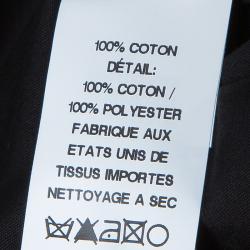 100% COTON
DÉTAIL:
100% COTON /
100% POLYESTER
FABRIQUE AUX
ETATS UNIS DE
TISSUS IMPORTES
NETTOYAGE A SEC